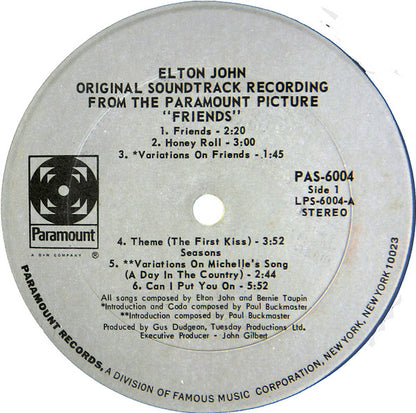 ELTON JOHN
ORIGINAL SOUNDTRACK RECORDING
FROM THE PARAMOUNT PICTURE
"FRIENDS"
1. Friends - 2:20
2. Honey Roll - 3:00
3. *Variations On Friends - 1:45
PAS-6004
Side 1
LPS-6004-A
STEREO
Paramount
®
A G+W COMPANY
4. Theme (The First Kiss) - 3:52
Seasons
5. **Variations On Michelle's Song
(A Day In The Country) - 2:44
6. Can I Put You On - 5:52
All songs composed by Elton John and Bernie Taupin
*Introduction and Coda composed by Paul Buckmaster
**Introduction composed by Paul Buckmaster
Produced by Gus Dudgeon, Tuesday Productions Ltd.
Executive Producer - John Gilbert
PARAMOUNT RECORDS, A DIVISION OF FAMOUS MUSIC CORPORATION, NEW YORK, NEW YORK 10023